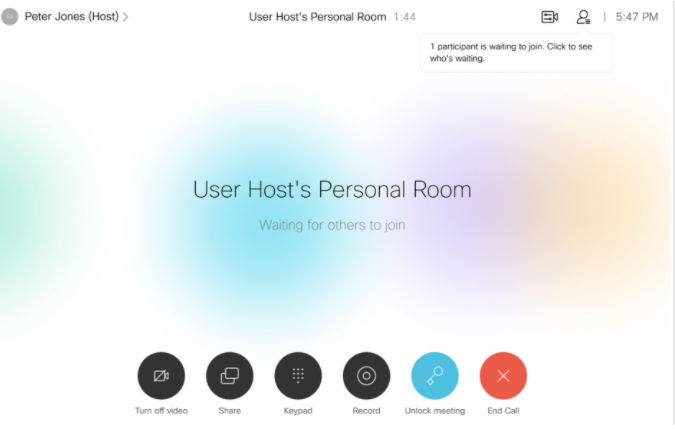 Peter Jones (Host)
User Host's Personal Room 1:44
5:47 PM
1 participant is waiting to join. Click to see
who's waiting.
User Host's Personal Room
Waiting for others to join
Turn off video
Share
Keypad
Record
Unlock meeting
End Call